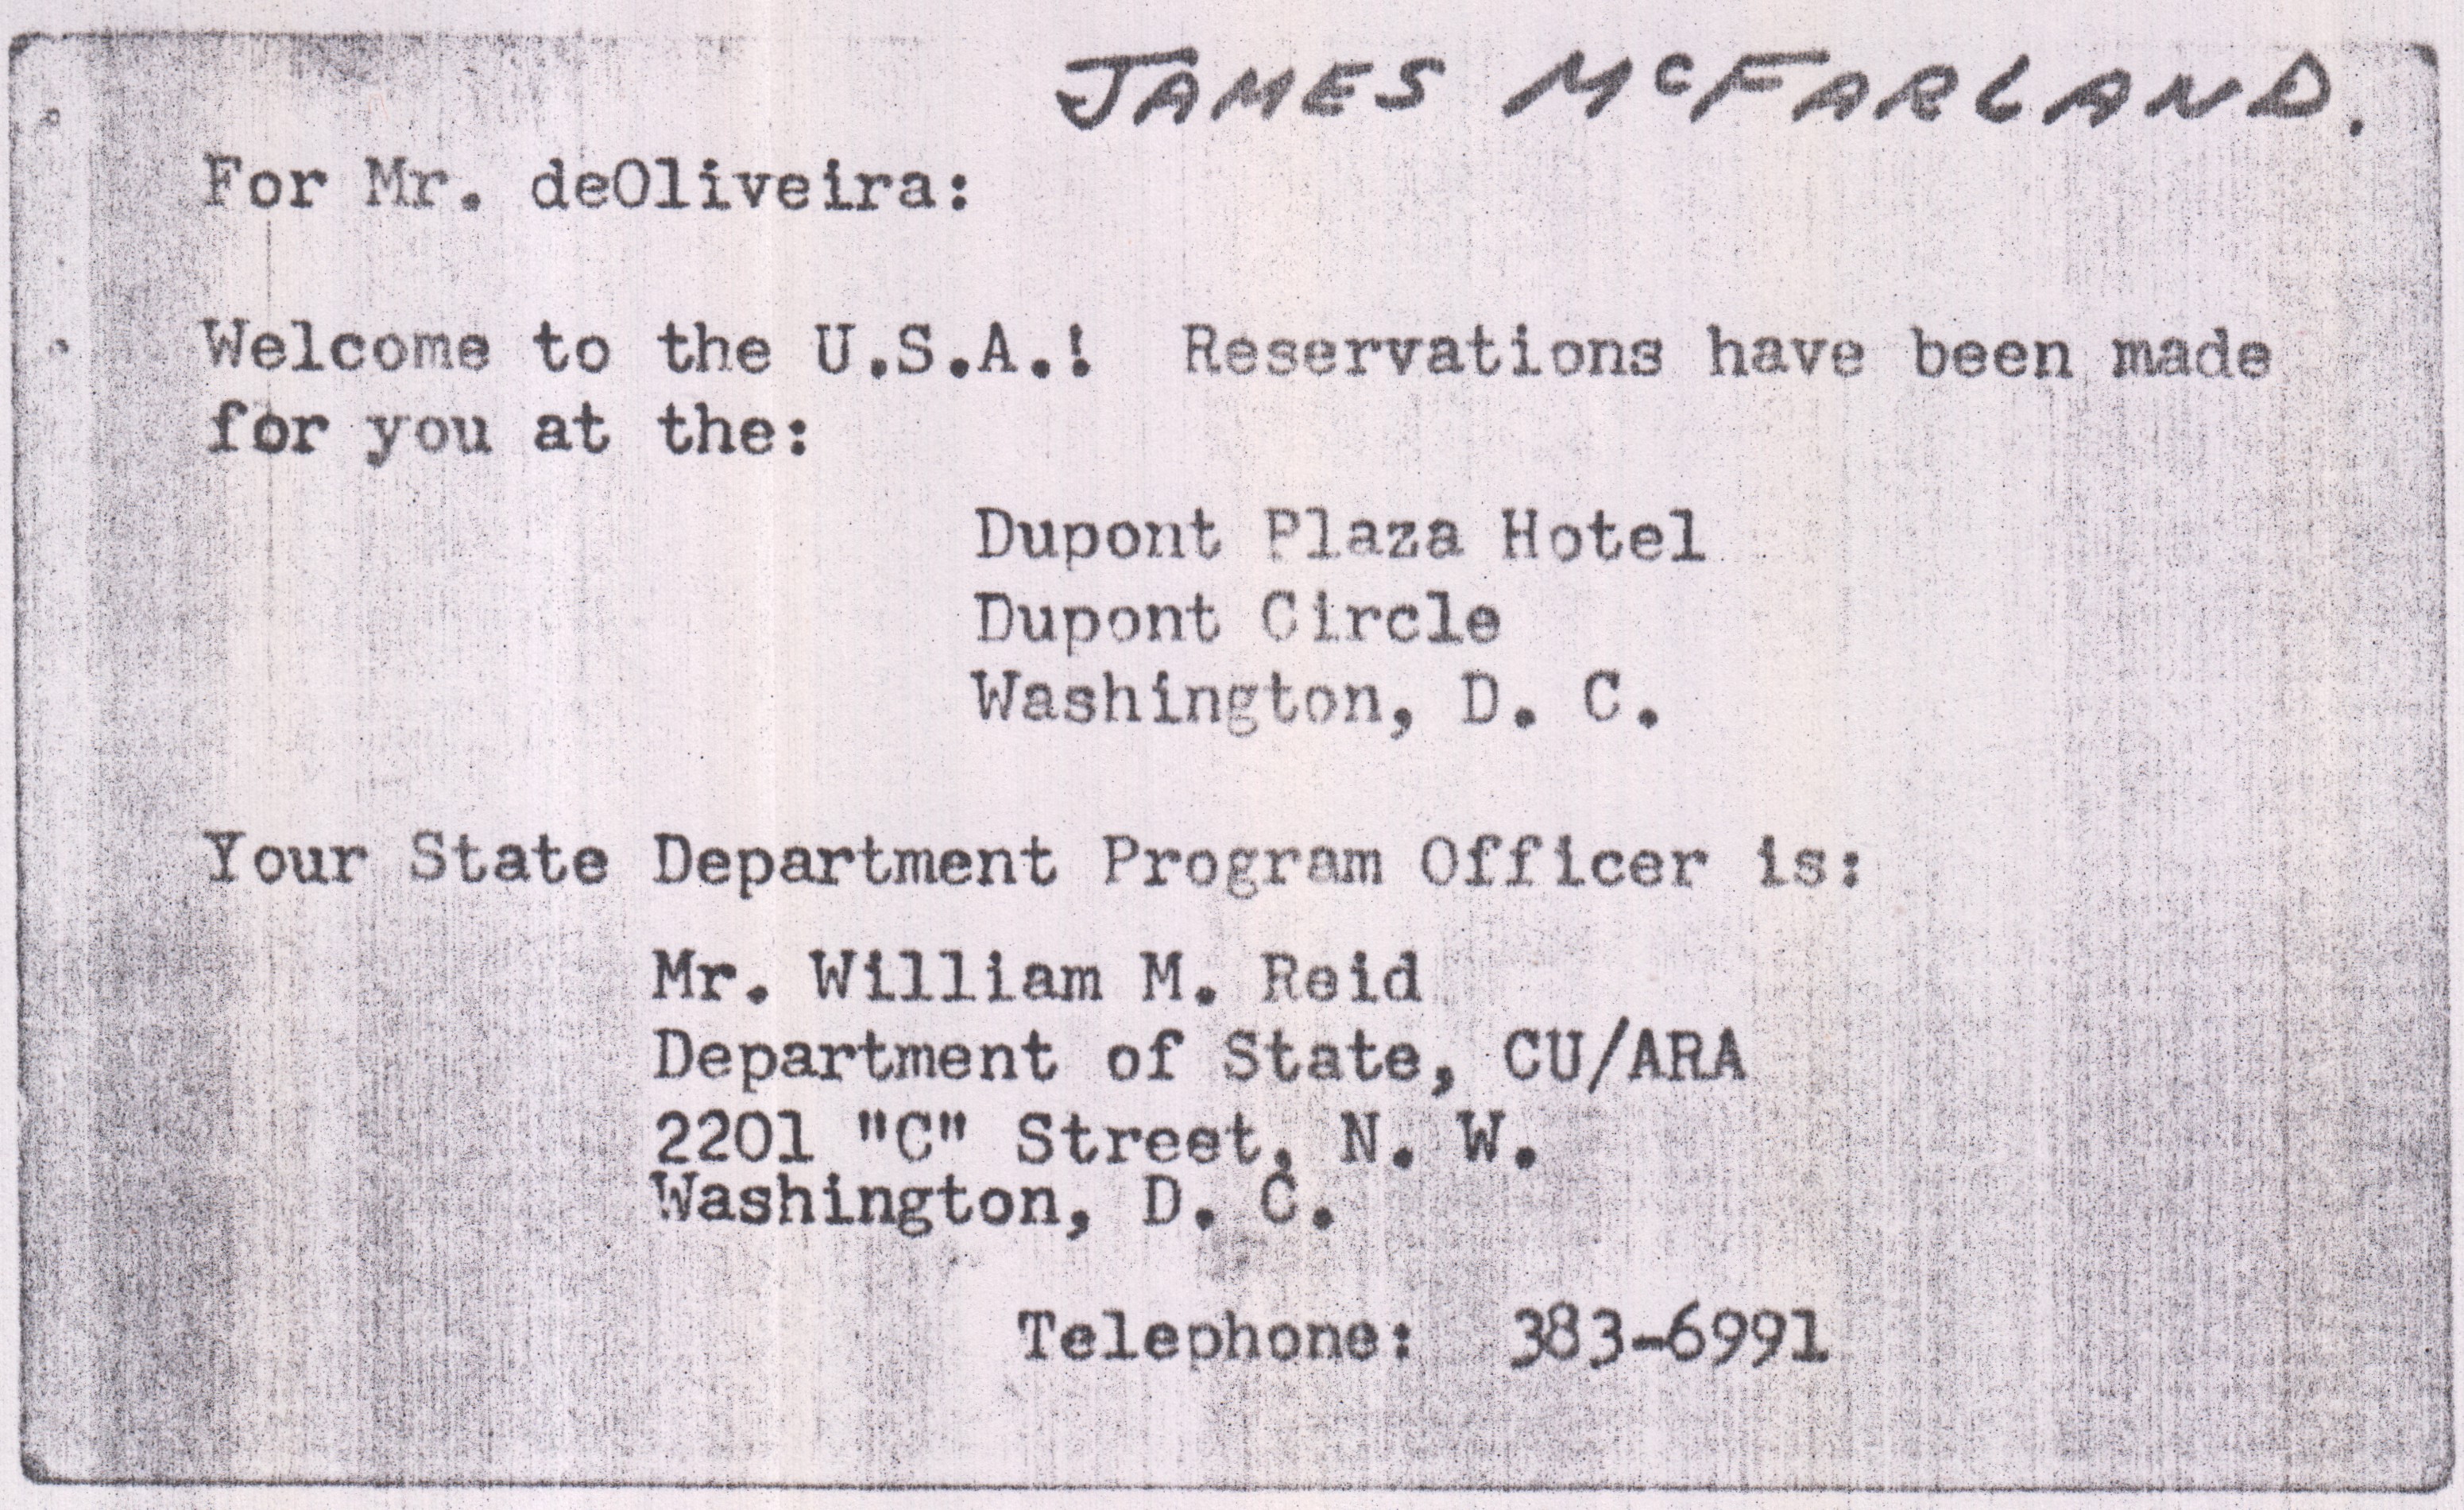 JAMES McFARLAND.
For Mr. deOliveira:
Welcome to the U.S.A.!  Reservations have been made
for you at the:
Dupont Plaza Hotel
Dupont Circle
Washington, D. C.
Your State Department Program Officer is:
Mr. William M. Reid
Department of State, CU/ARA
2201 "C" Street, N. W.
Washington, D. C.
Telephone:  383-6991